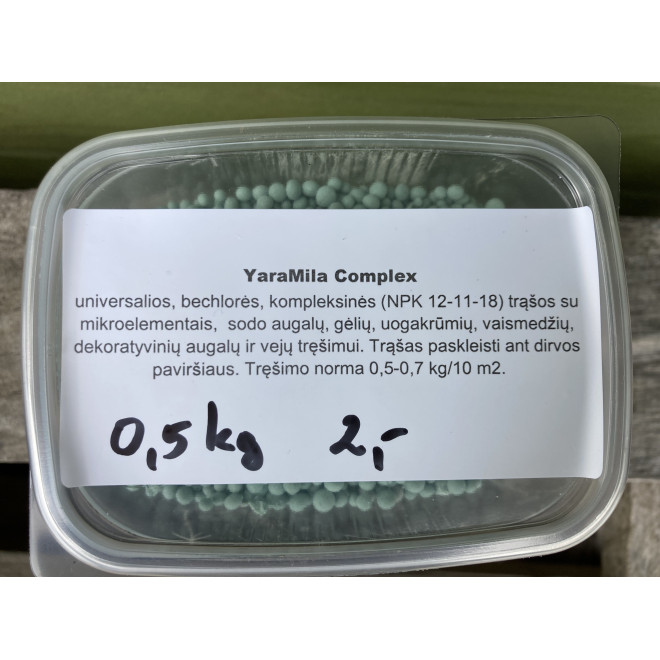 YaraMila Complex
universalios, bechlorės, kompleksinės (NPK 12-11-18) trąšos su
mikroelementais, sodo augalų, gėlių, uogakrūmių, vaismedžių,
dekoratyvinių augalų ir vejų tręšimui. Trąšas paskleisti ant dirvos
paviršiaus. Tręšimo norma 0,5-0,7 kg/10 m2.
0,5 kg 2,-